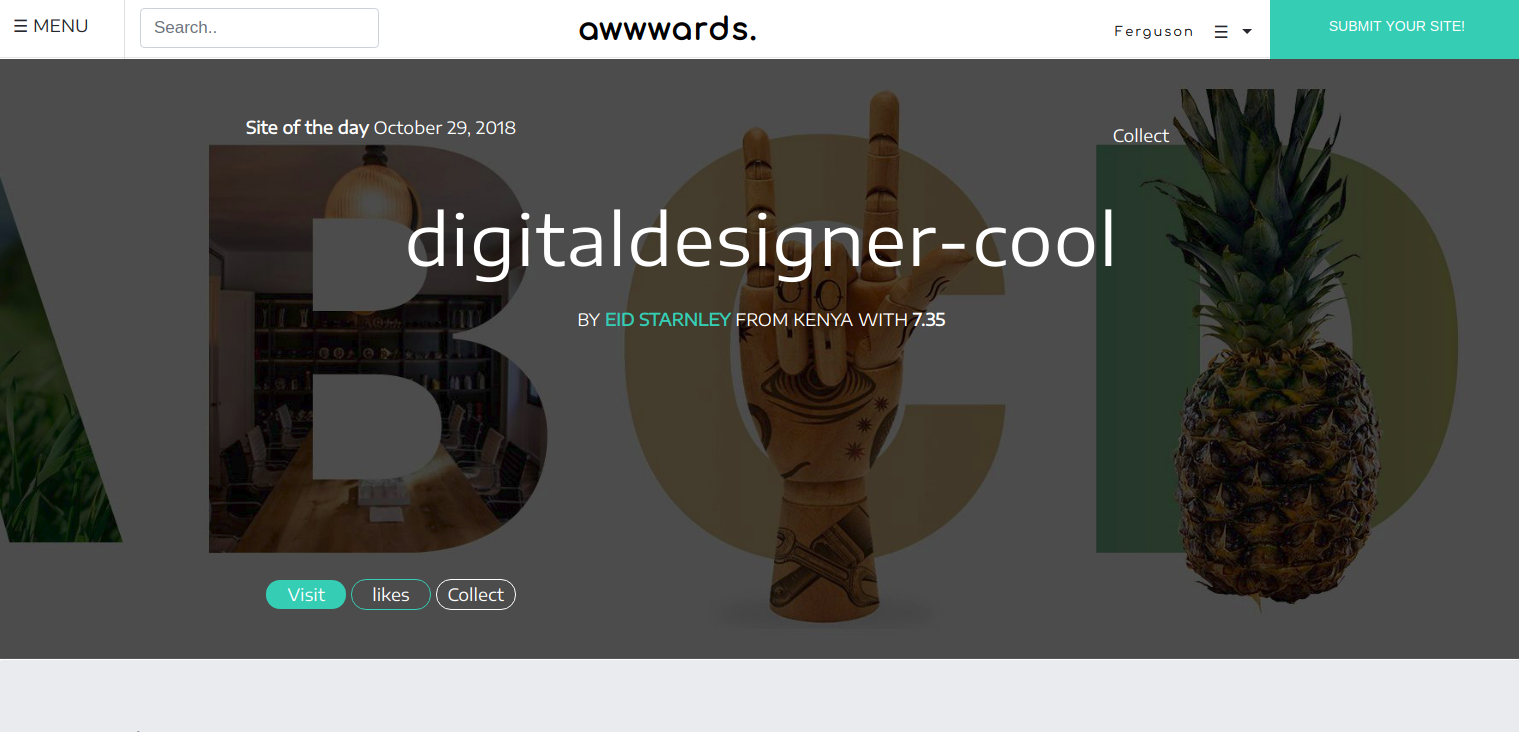 ☰ MENU
Search..
awwwards.
Ferguson ☰
SUBMIT YOUR SITE!
Site of the day October 29, 2018
Collect
digitaldesigner-cool
BY EID STARNLEY FROM KENYA WITH 7.35
Visit
likes
Collect